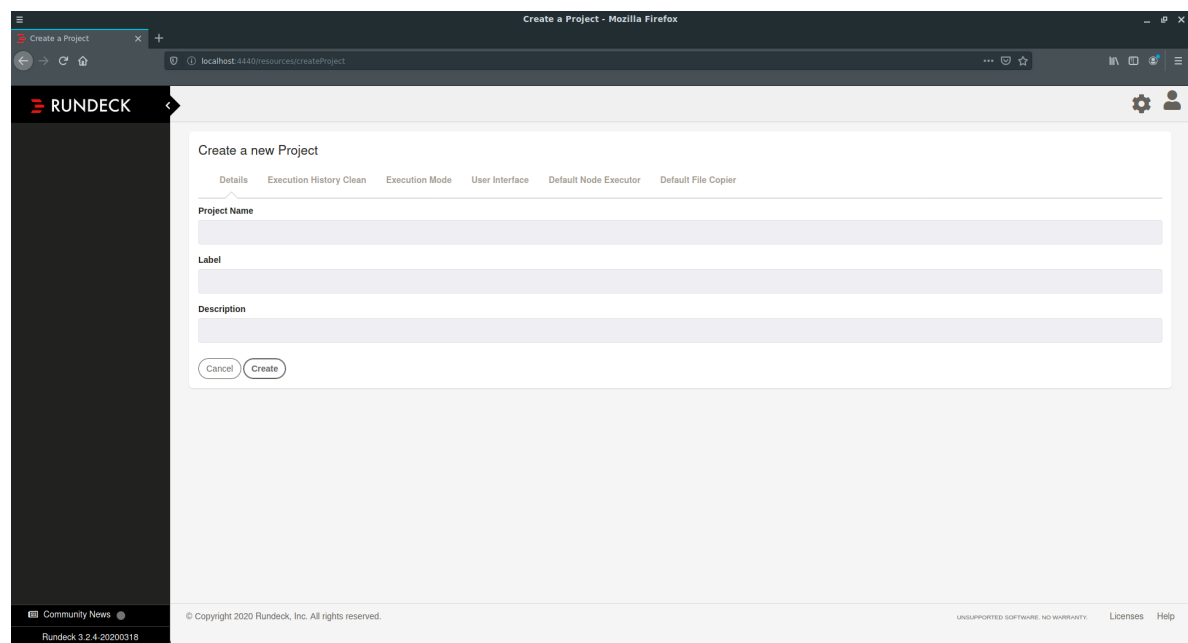 Create a Project - Mozilla Firefox
Create a Project
localhost:4440/resources/createProject
RUNDECK
Create a new Project
Details Execution History Clean Execution Mode User Interface Default Node Executor Default File Copier
Project Name
Label
Description
Cancel Create
Community News
Rundeck 3.2.4-20200318
© Copyright 2020 Rundeck, Inc. All rights reserved.
UNSUPPORTED SOFTWARE. NO WARRANTY.
Licenses Help